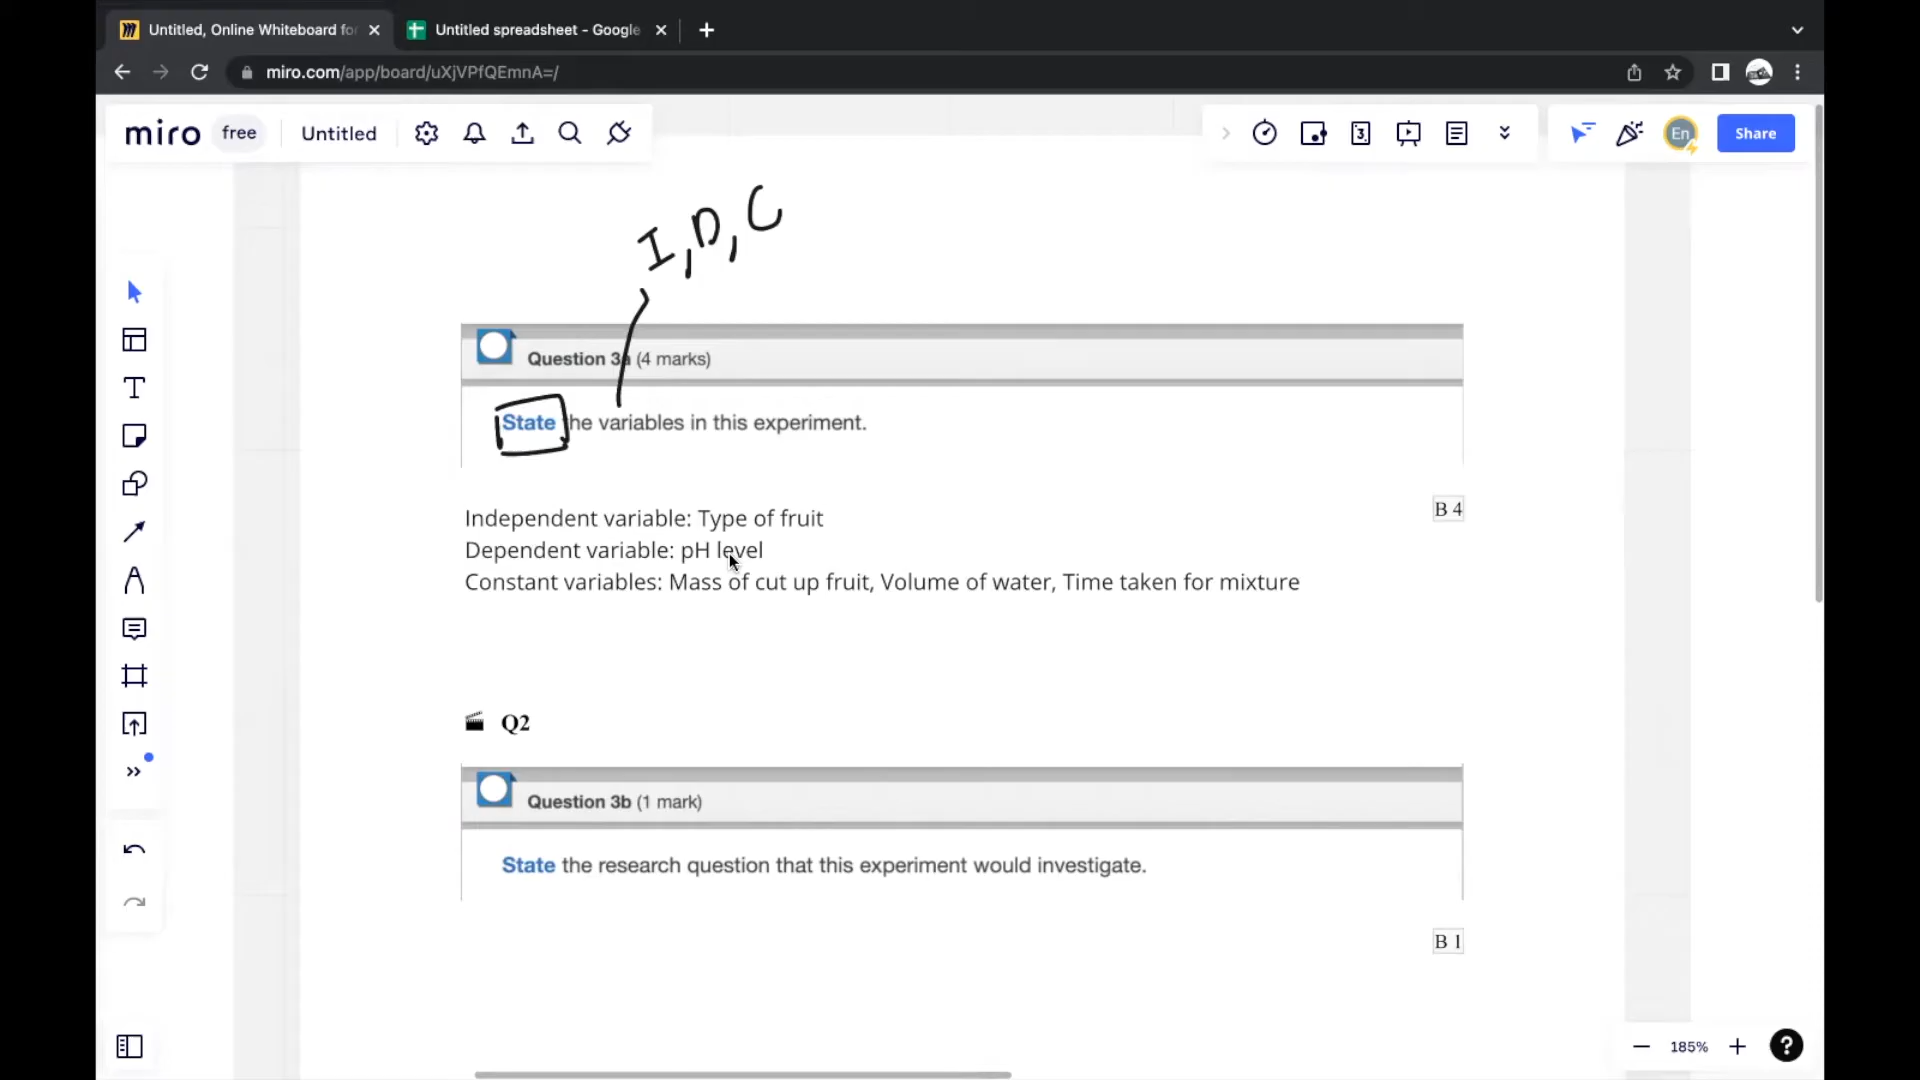 Untitled, Online Whiteboard for
Untitled spreadsheet - Google
miro.com/app/board/uXjVPfQEmnA=/
miro free Untitled
3
En
Share
I, D, C
Question 3a (4 marks)
State the variables in this experiment.
B 4
Independent variable: Type of fruit
Dependent variable: pH level
Constant variables: Mass of cut up fruit, Volume of water, Time taken for mixture
Q2
Question 3b (1 mark)
State the research question that this experiment would investigate.
B 1
185%